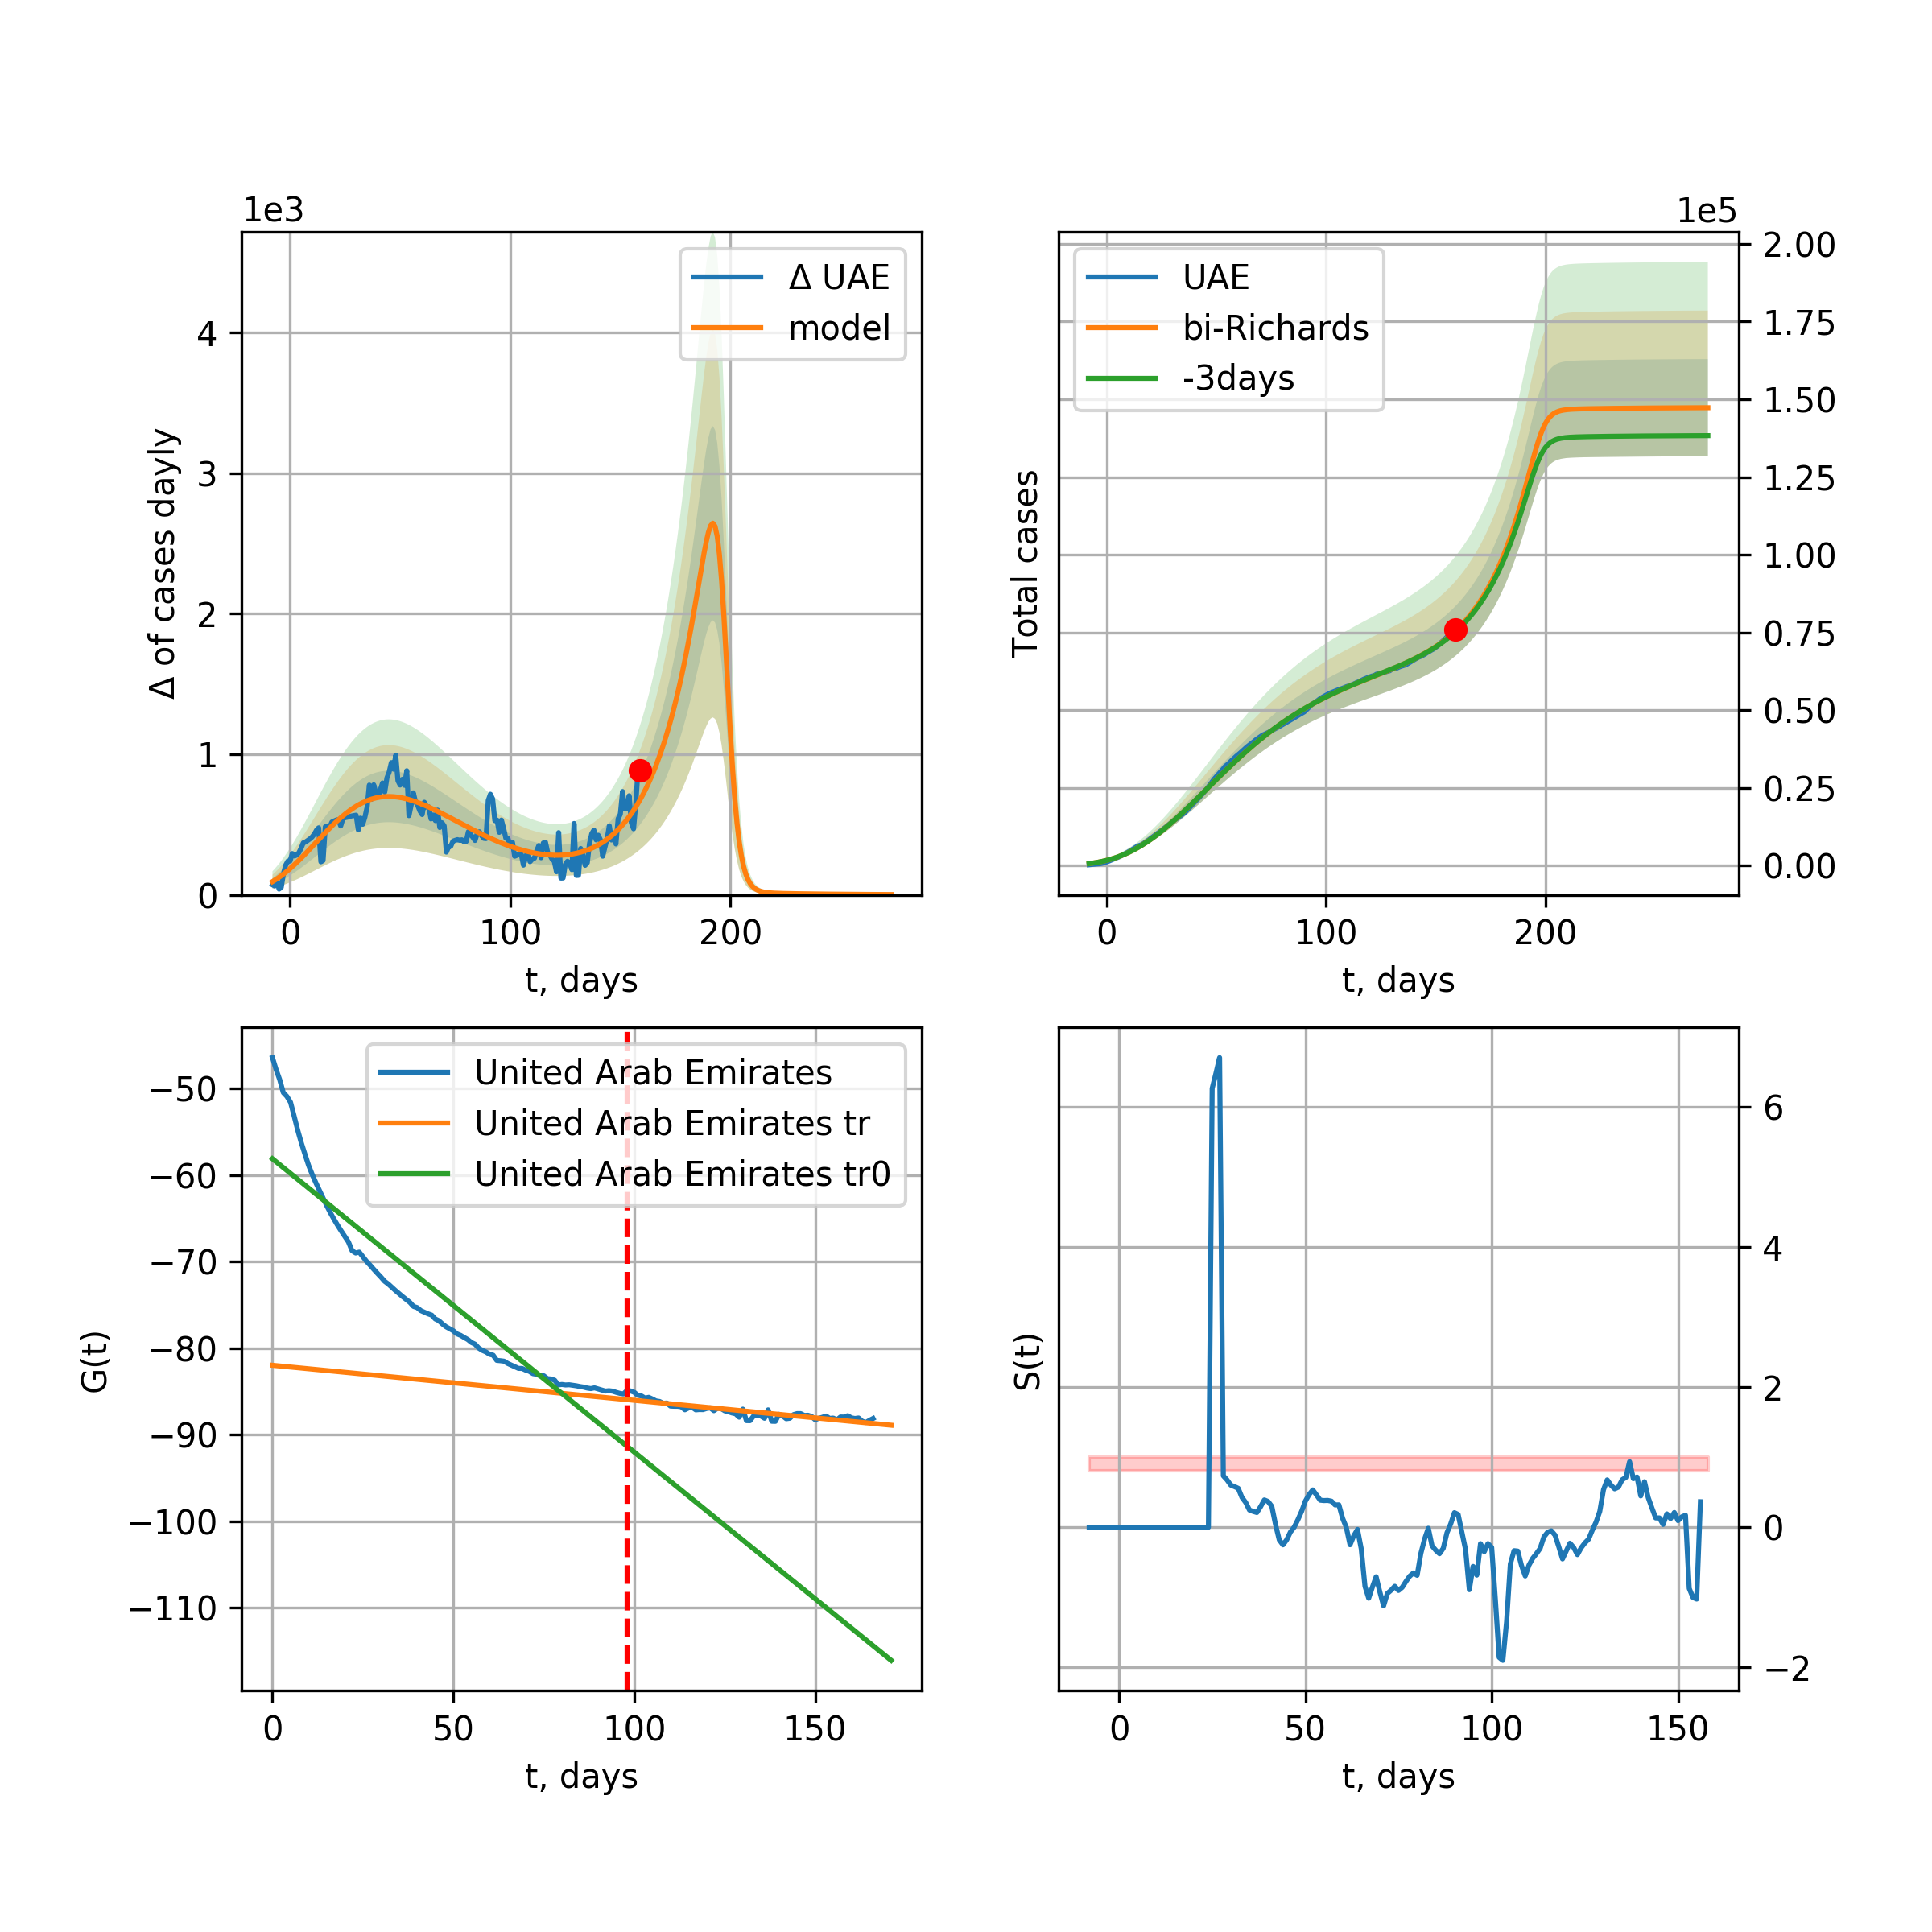 1e3
Δ UAE
model
4
3
2
1
0
0
100
200
Δ of cases dayly
t, days
1e5
UAE
bi-Richards
-3days
2.00
1.75
1.50
1.25
1.00
0.75
0.50
0.25
0.00
0
100
200
Total cases
t, days
United Arab Emirates
United Arab Emirates tr
United Arab Emirates tr0
−50
−60
−70
−80
−90
−100
−110
0
50
100
150
G(t)
t, days
6
4
2
0
−2
0
50
100
150
S(t)
t, days